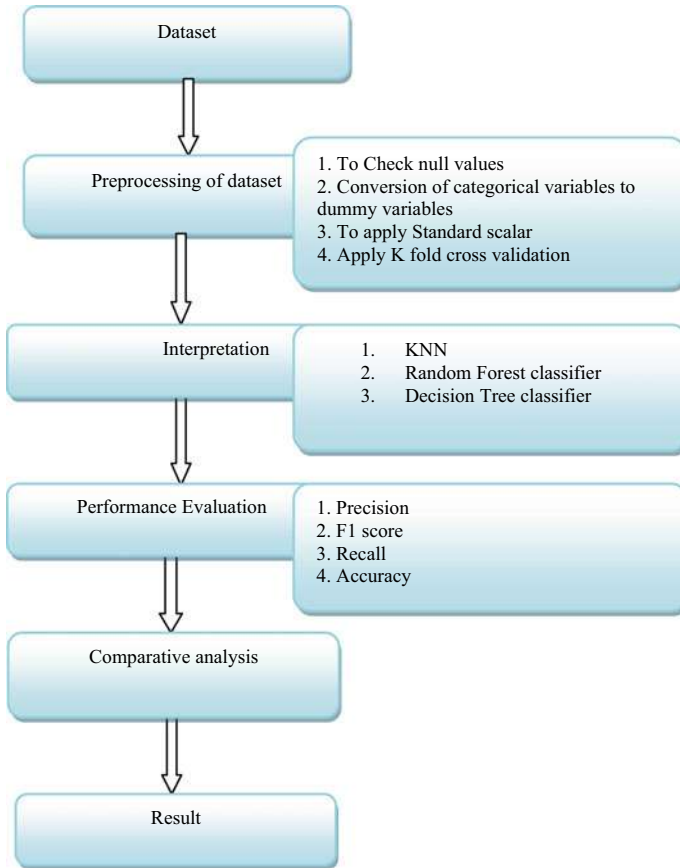 Dataset
Preprocessing of dataset
1. To Check null values
2. Conversion of categorical variables to
dummy variables
3. To apply Standard scalar
4. Apply K fold cross validation
Interpretation
1. KNN
2. Random Forest classifier
3. Decision Tree classifier
Performance Evaluation
1. Precision
2. F1 score
3. Recall
4. Accuracy
Comparative analysis
Result